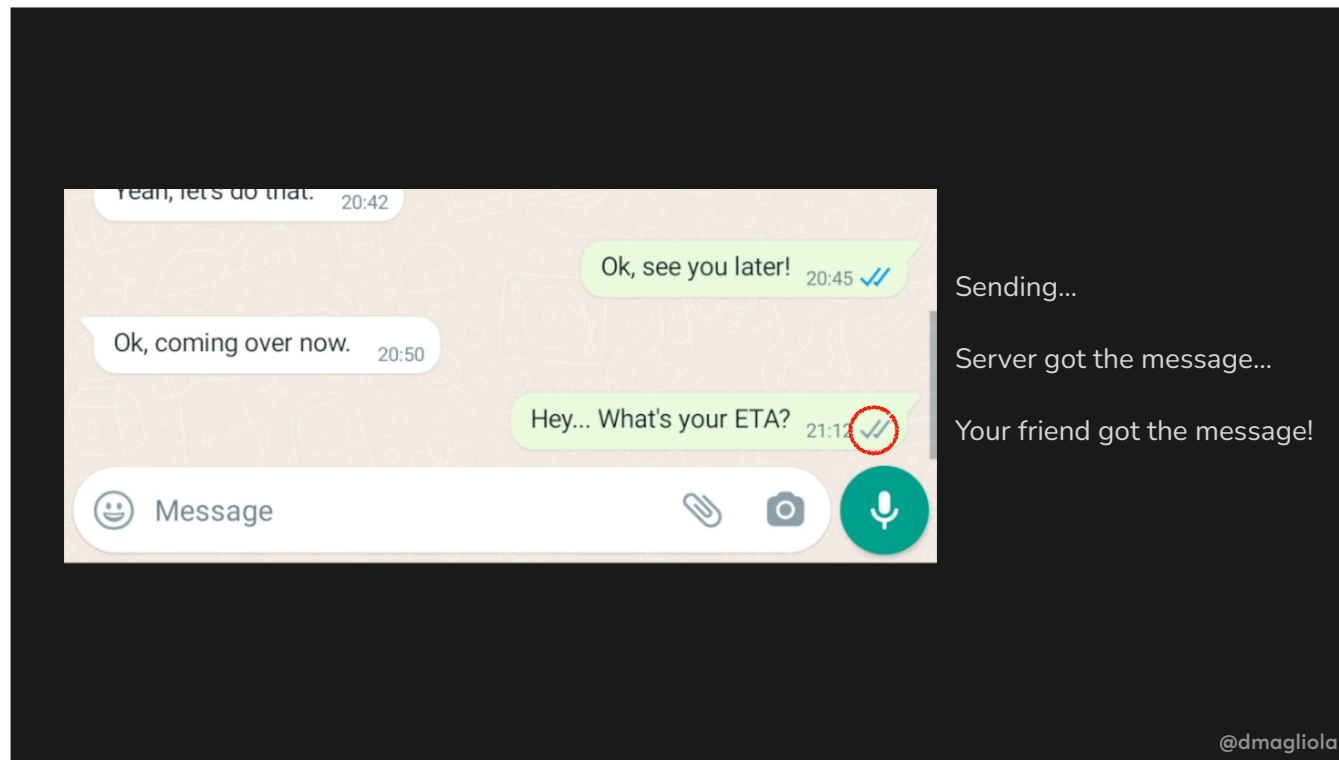 Yeah, let's do that. 20:42
Ok, see you later! 20:45
Ok, coming over now. 20:50
Hey... What's your ETA? 21:12
Message
Sending...
Server got the message...
Your friend got the message!
@dmagliola